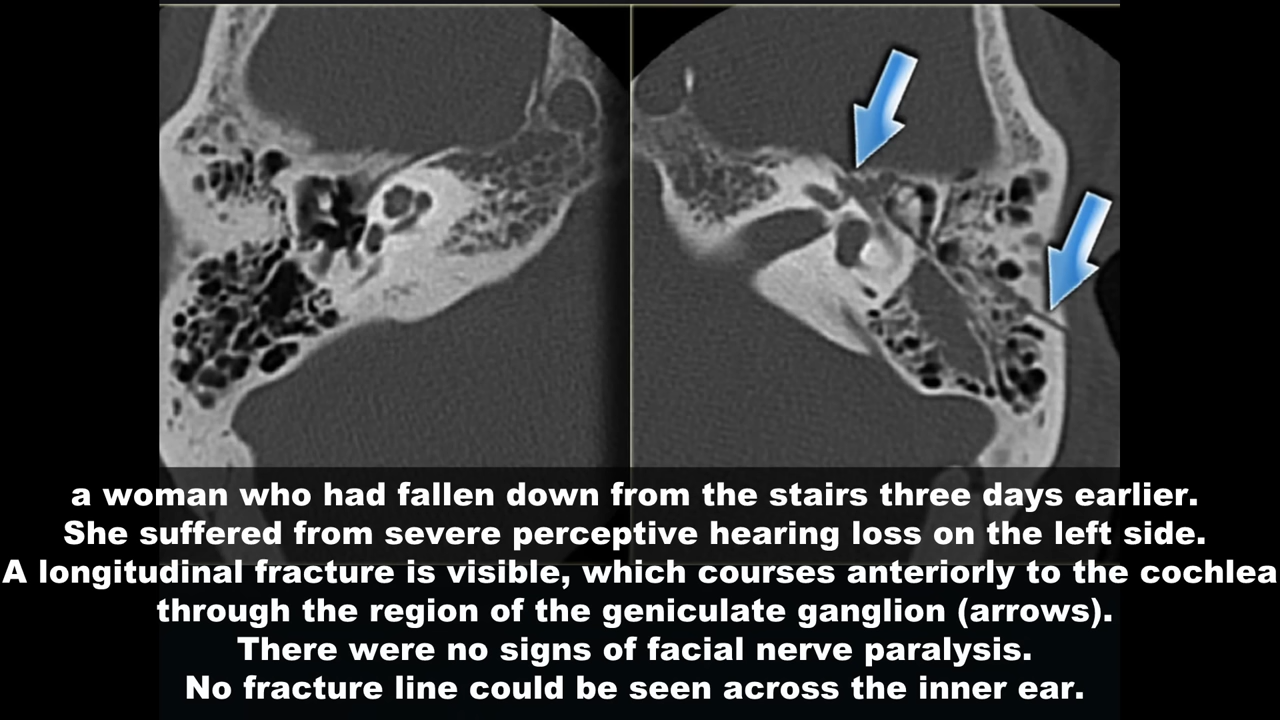 a woman who had fallen down from the stairs three days earlier.
She suffered from severe perceptive hearing loss on the left side.
A longitudinal fracture is visible, which courses anteriorly to the cochlea
through the region of the geniculate ganglion (arrows).
There were no signs of facial nerve paralysis.
No fracture line could be seen across the inner ear.